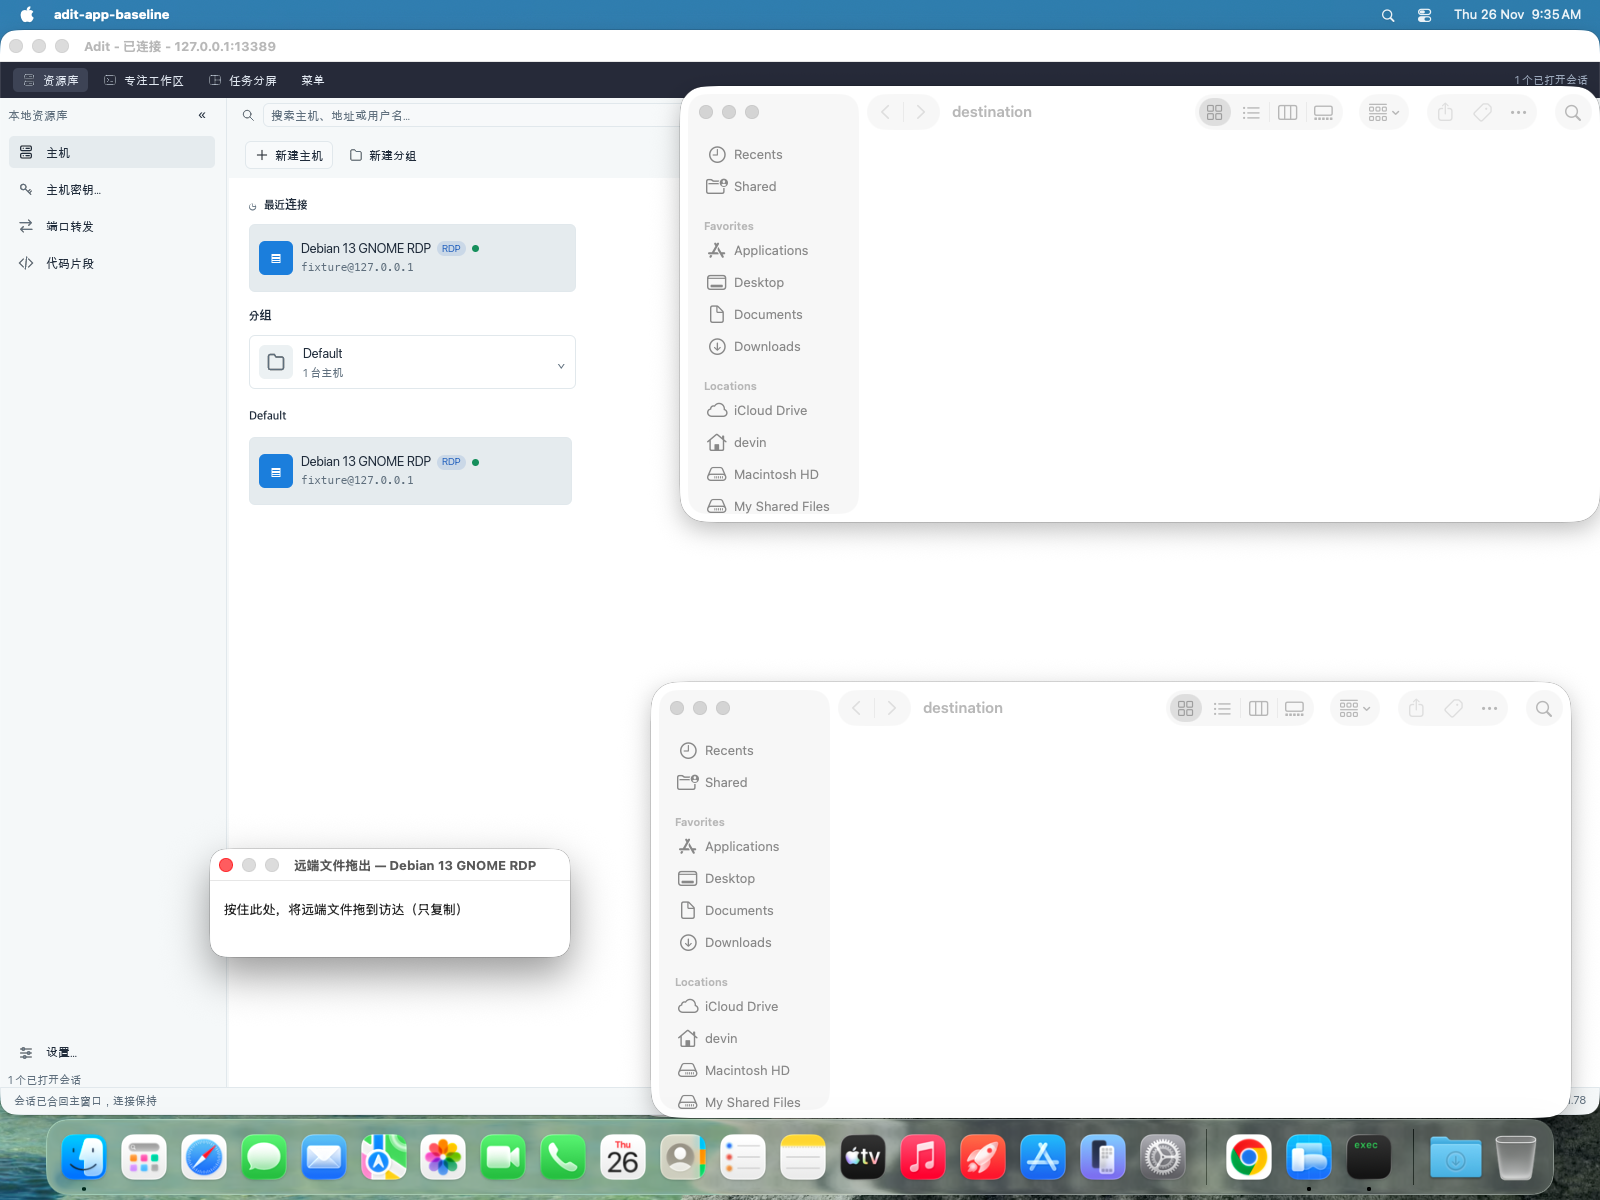 adit-app-baseline
Thu 26 Nov 9:35 AM
Adit - 已连接 - 127.0.0.1:13389
资源库
专注工作区
任务分屏
菜单
1 个已打开会话
本地资源库
«
主机
主机密钥...
端口转发
代码片段
搜索主机、地址或用户名...
新建主机
新建分组
最近连接
Debian 13 GNOME RDP RDP
fixture@127.0.0.1
分组
Default
1 台主机
Default
Debian 13 GNOME RDP RDP
fixture@127.0.0.1
destination
Recents
Shared
Favorites
Applications
Desktop
Documents
Downloads
Locations
iCloud Drive
devin
Macintosh HD
My Shared Files
destination
Recents
Shared
Favorites
Applications
Desktop
Documents
Downloads
Locations
iCloud Drive
devin
Macintosh HD
My Shared Files
远端文件拖出 — Debian 13 GNOME RDP
按住此处，将远端文件拖到访达（只复制）
设置...
1 个已打开会话
会话已合回主窗口，连接保持
.78
Thu
26
tv
exec